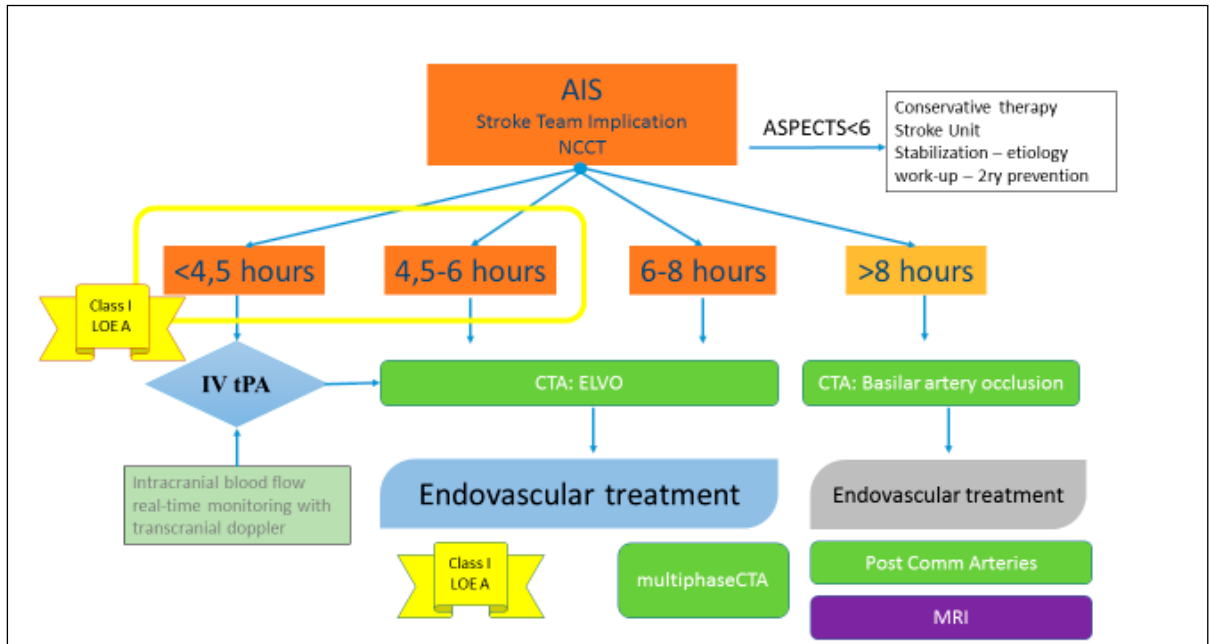 AIS
Stroke Team Implication
NCCT
ASPECTS<6
Conservative therapy
Stroke Unit
Stabilization – etiology
work-up – 2ry prevention
<4,5 hours
4,5-6 hours
6-8 hours
>8 hours
Class I
LOE A
IV tPA
CTA: ELVO
CTA: Basilar artery occlusion
Intracranial blood flow
real-time monitoring with
transcranial doppler
Endovascular treatment
Endovascular treatment
Class I
LOE A
multiphaseCTA
Post Comm Arteries
MRI